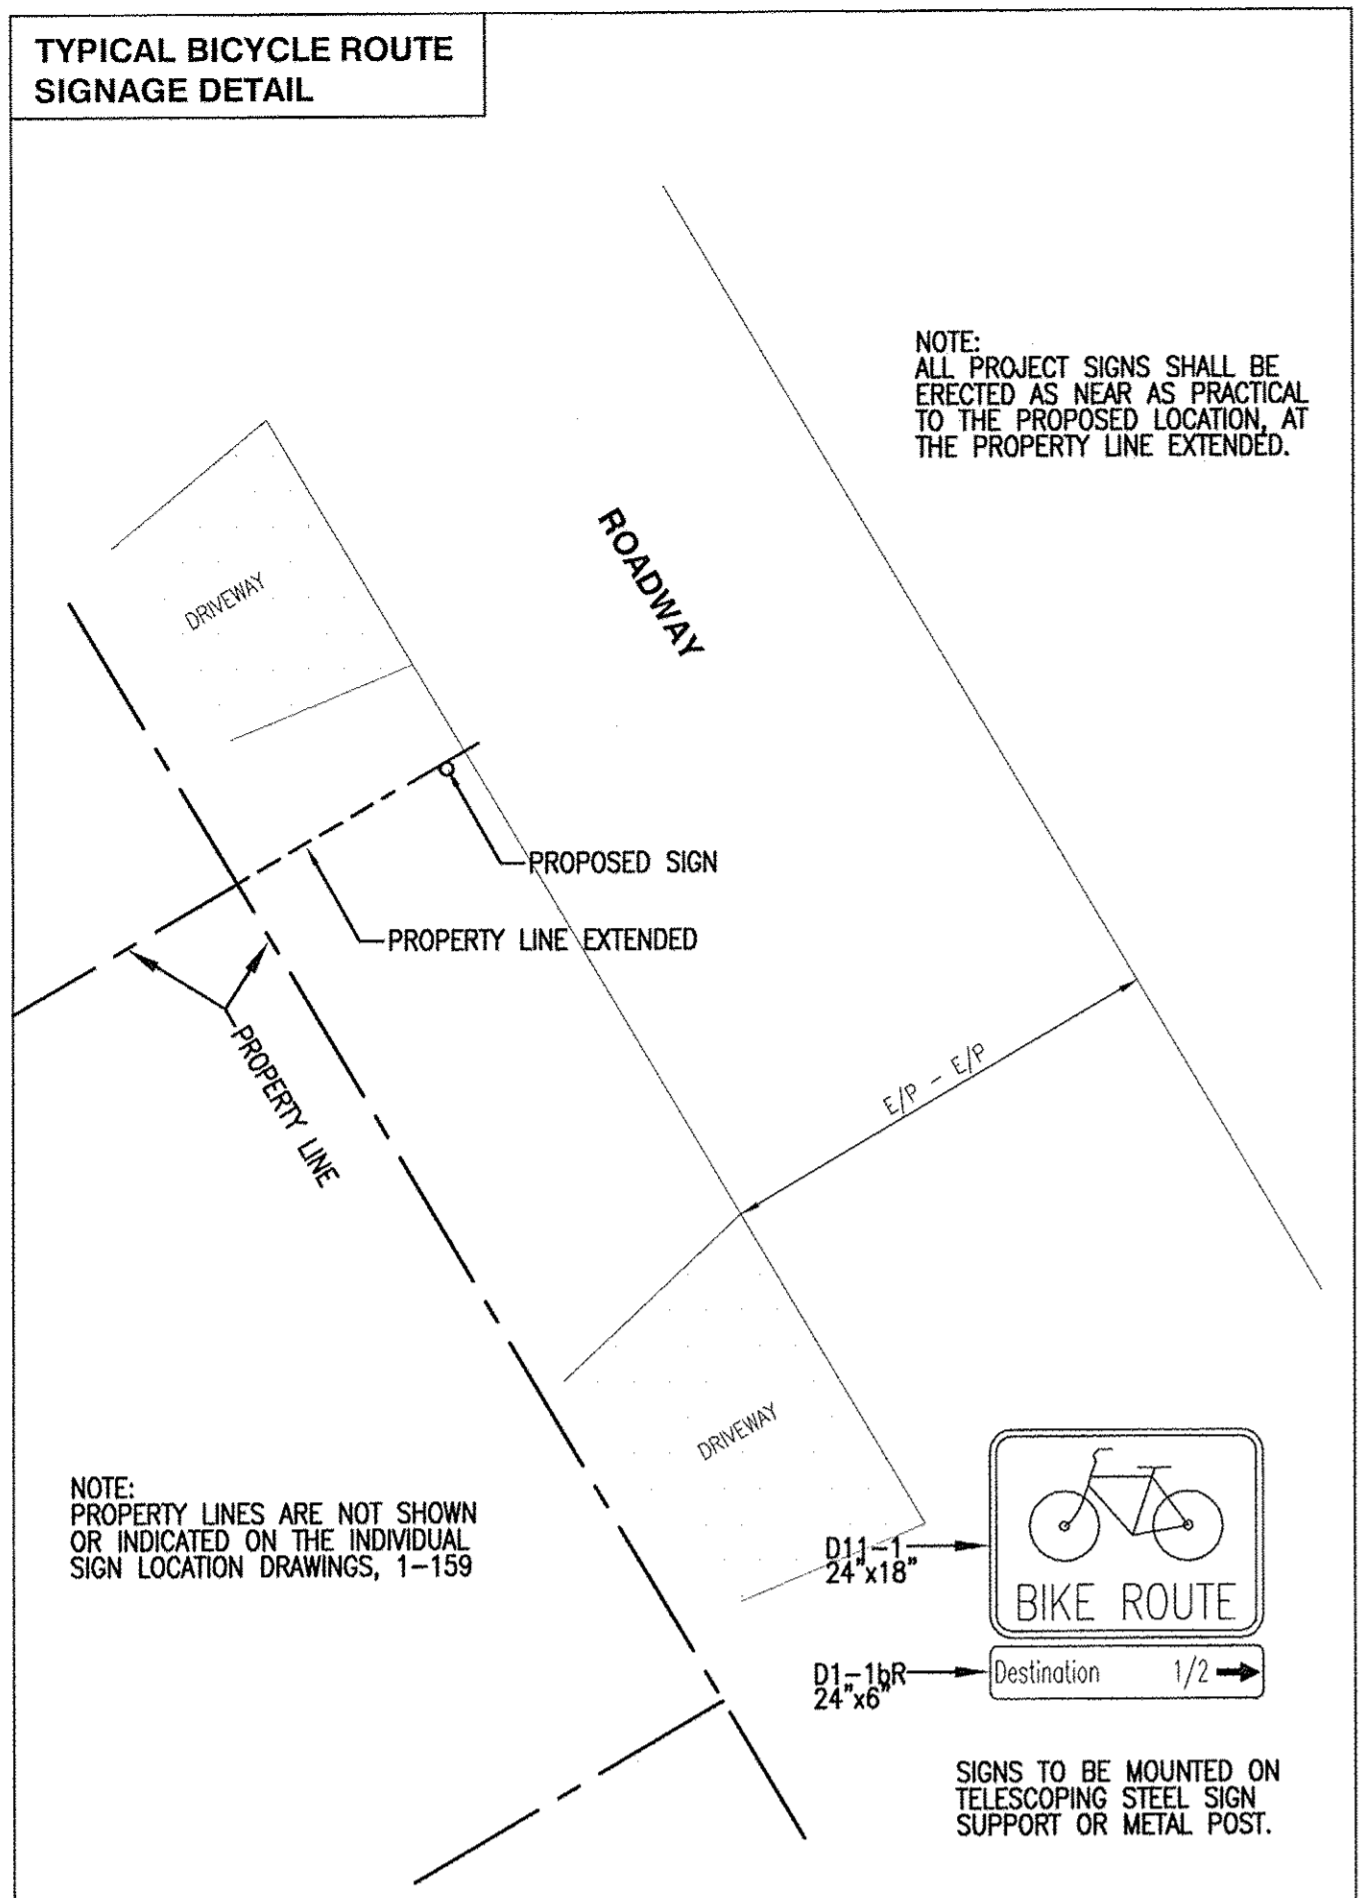 TYPICAL BICYCLE ROUTE
SIGNAGE DETAIL
NOTE:
ALL PROJECT SIGNS SHALL BE
ERECTED AS NEAR AS PRACTICAL
TO THE PROPOSED LOCATION, AT
THE PROPERTY LINE EXTENDED.
ROADWAY
DRIVEWAY
PROPOSED SIGN
PROPERTY LINE EXTENDED
PROPERTY LINE
E/P - E/P
DRIVEWAY
NOTE:
PROPERTY LINES ARE NOT SHOWN
OR INDICATED ON THE INDIVIDUAL
SIGN LOCATION DRAWINGS, 1-159
D11-1
24"x18"
BIKE ROUTE
D1-1bR
24"x6"
Destination 1/2 →
SIGNS TO BE MOUNTED ON
TELESCOPING STEEL SIGN
SUPPORT OR METAL POST.